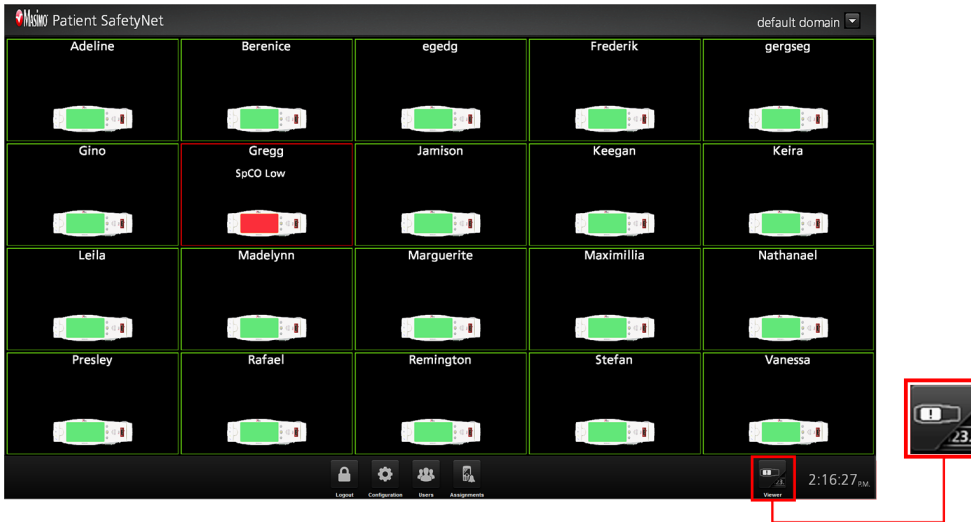 MASIMO Patient SafetyNet
default domain
Adeline Berenice egedg Frederik gergseg
Gino Gregg Jamison Keegan Keira
SpCO Low
Leila Madelynn Marguerite Maximillia Nathanael
Presley Rafael Remington Stefan Vanessa
!
23.
Logout Configuration Users Assignments Viewer
2:16:27 P.M.